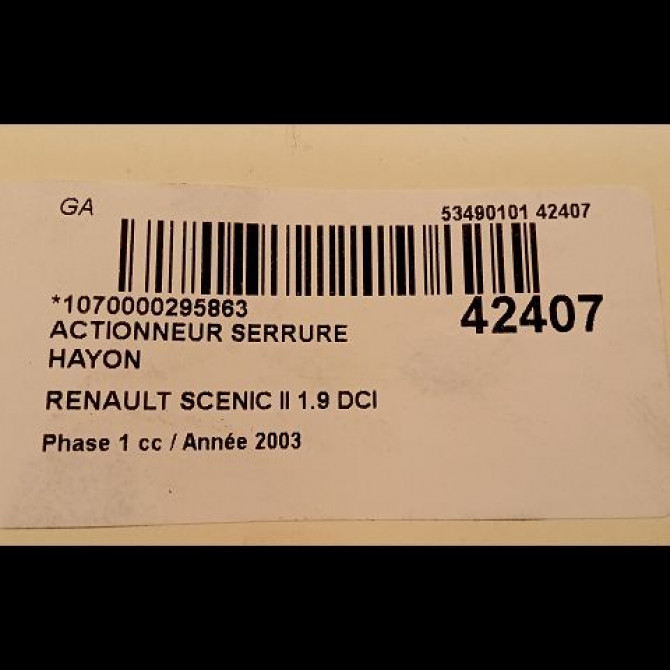 GA
53490101 42407
*1070000295863
42407
ACTIONNEUR SERRURE
HAYON
RENAULT SCENIC II 1.9 DCI
Phase 1 cc / Année 2003